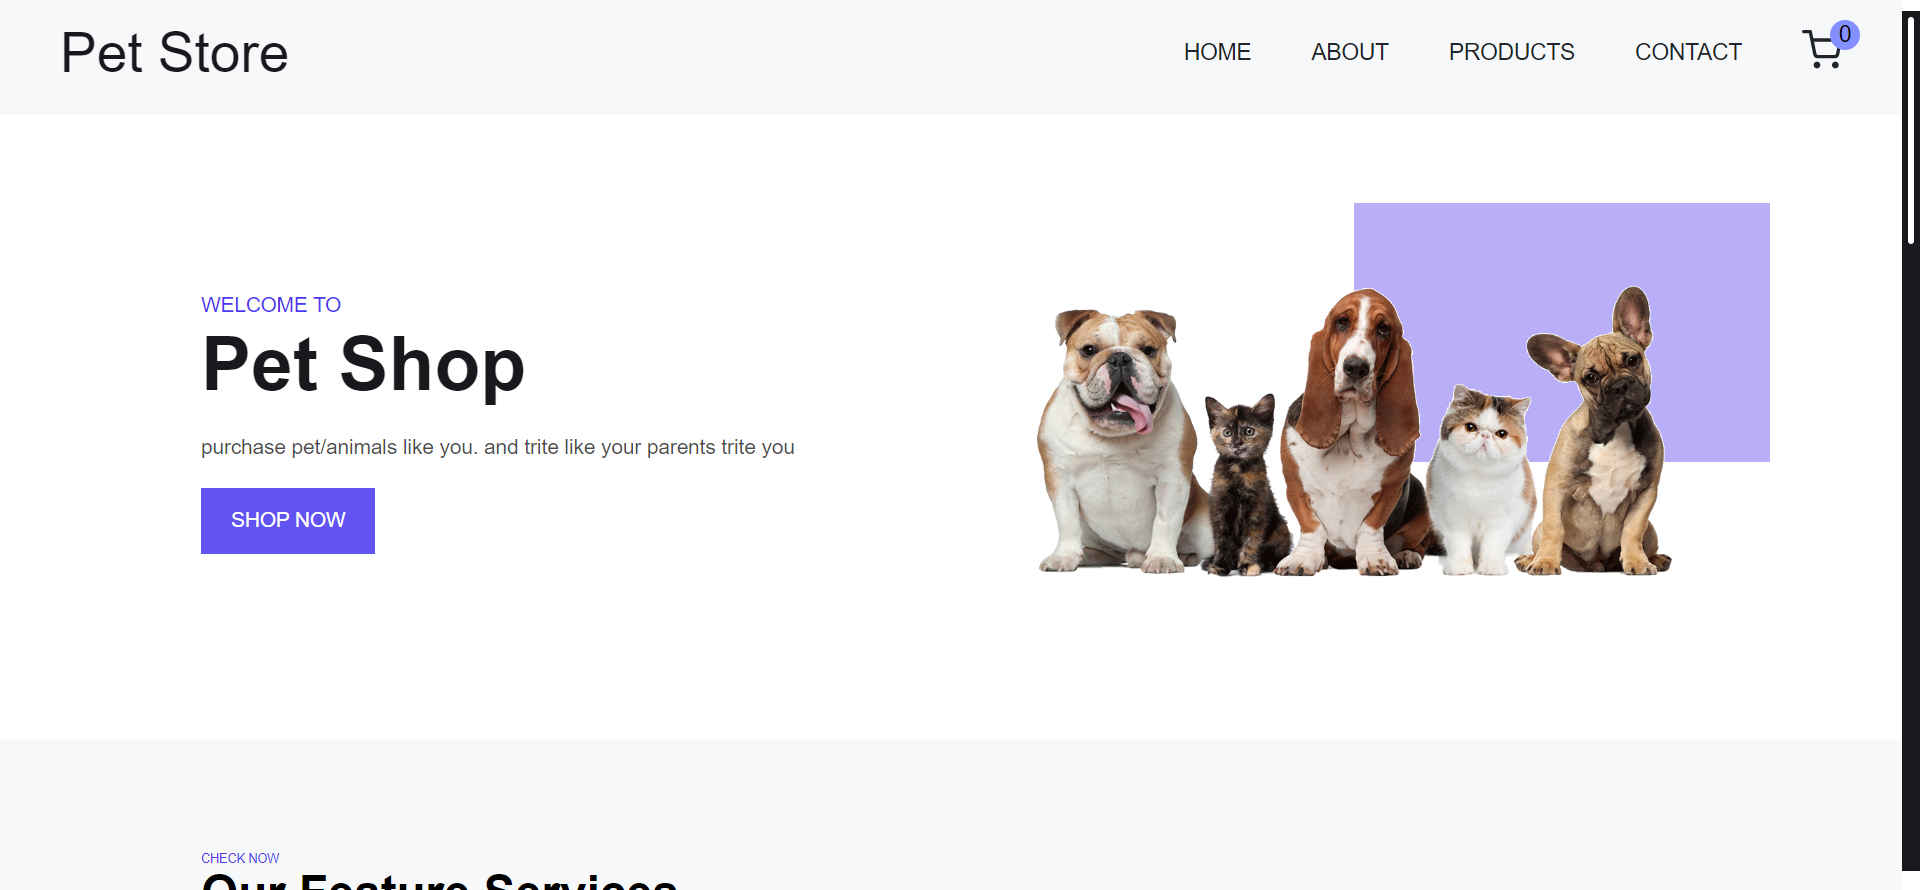 Pet Store
HOME ABOUT PRODUCTS CONTACT 0
WELCOME TO
Pet Shop
purchase pet/animals like you. and trite like your parents trite you
SHOP NOW
CHECK NOW
Our Feature Services